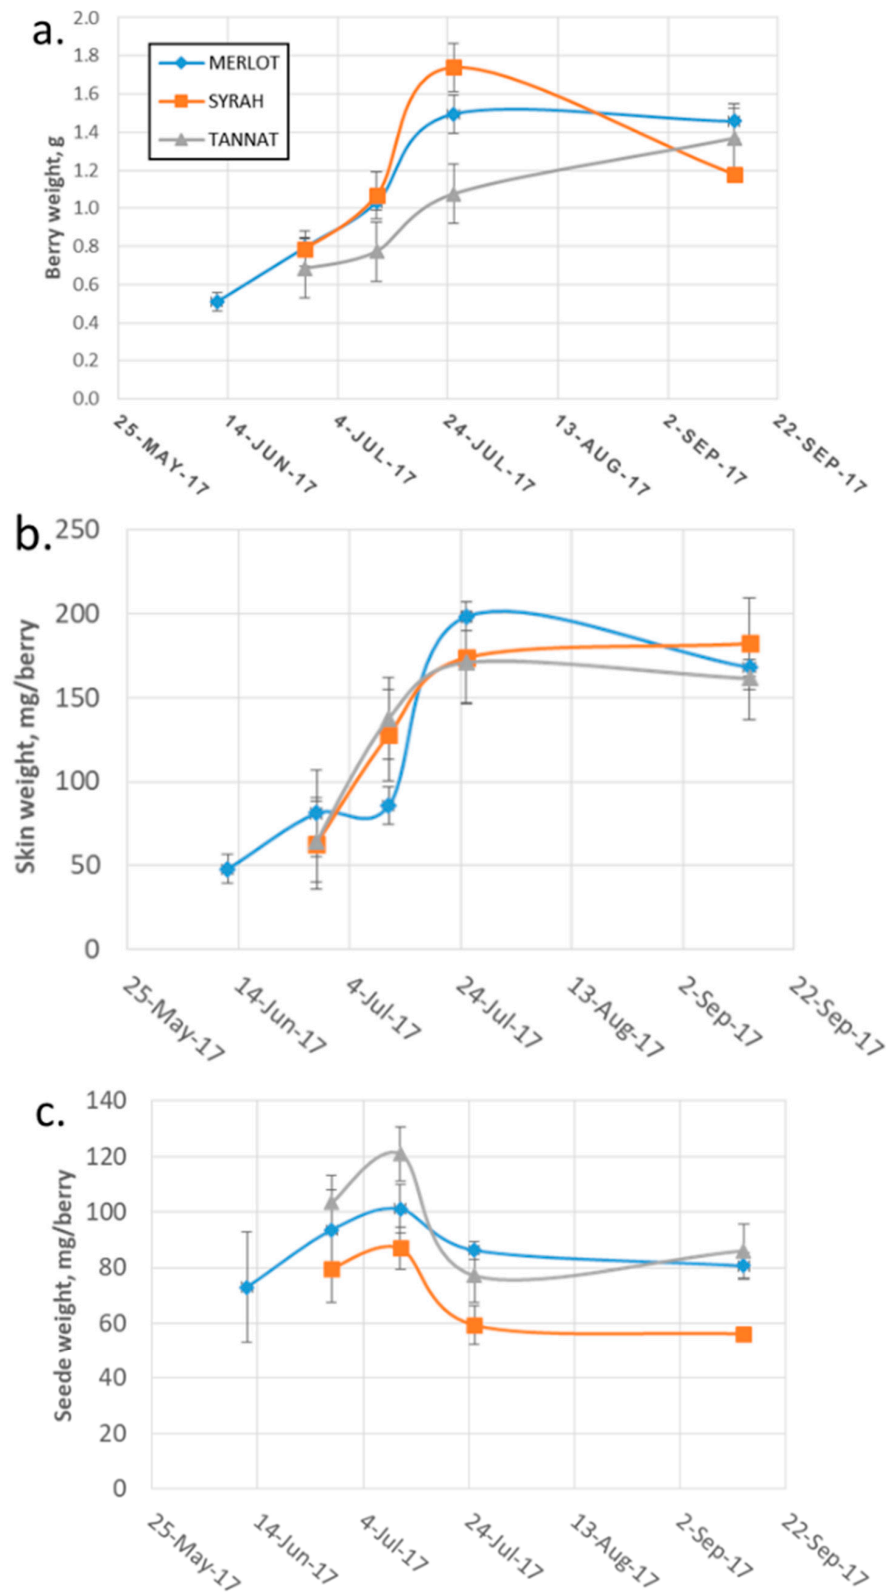 a.
2.0
1.8
1.6
1.4
1.2
1.0
0.8
0.6
0.4
0.2
0.0
Berry weight, g
MERLOT
SYRAH
TANNAT
25-MAY-17
14-JUN-17
4-JUL-17
24-JUL-17
13-AUG-17
2-SEP-17
22-SEP-17
b.
250
200
150
100
50
0
Skin weight, mg/berry
25-May-17
14-Jun-17
4-Jul-17
24-Jul-17
13-Aug-17
2-Sep-17
22-Sep-17
c.
140
120
100
80
60
40
20
0
Seede weight, mg/berry
25-May-17
14-Jun-17
4-Jul-17
24-Jul-17
13-Aug-17
2-Sep-17
22-Sep-17